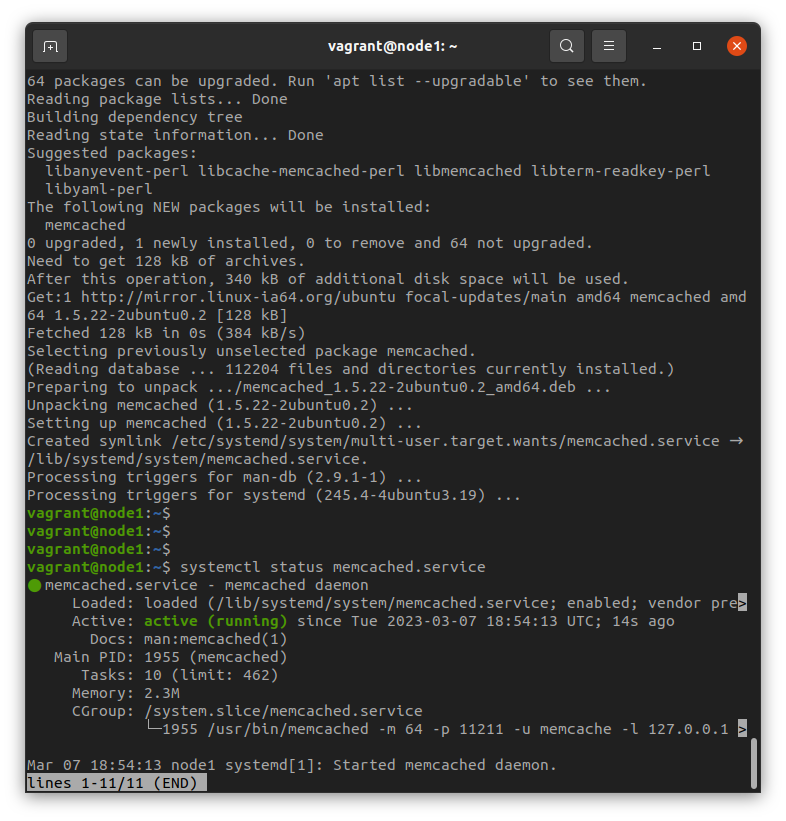 vagrant@node1: ~
64 packages can be upgraded. Run 'apt list --upgradable' to see them.
Reading package lists... Done
Building dependency tree
Reading state information... Done
Suggested packages:
  libanyevent-perl libcache-memcached-perl libmemcached libterm-readkey-perl
  libyaml-perl
The following NEW packages will be installed:
  memcached
0 upgraded, 1 newly installed, 0 to remove and 64 not upgraded.
Need to get 128 kB of archives.
After this operation, 340 kB of additional disk space will be used.
Get:1 http://mirror.linux-ia64.org/ubuntu focal-updates/main amd64 memcached amd
64 1.5.22-2ubuntu0.2 [128 kB]
Fetched 128 kB in 0s (384 kB/s)
Selecting previously unselected package memcached.
(Reading database ... 112204 files and directories currently installed.)
Preparing to unpack .../memcached_1.5.22-2ubuntu0.2_amd64.deb ...
Unpacking memcached (1.5.22-2ubuntu0.2) ...
Setting up memcached (1.5.22-2ubuntu0.2) ...
Created symlink /etc/systemd/system/multi-user.target.wants/memcached.service →
/lib/systemd/system/memcached.service.
Processing triggers for man-db (2.9.1-1) ...
Processing triggers for systemd (245.4-4ubuntu3.19) ...
vagrant@node1:~$
vagrant@node1:~$
vagrant@node1:~$
vagrant@node1:~$ systemctl status memcached.service
● memcached.service - memcached daemon
     Loaded: loaded (/lib/systemd/system/memcached.service; enabled; vendor pre>
     Active: active (running) since Tue 2023-03-07 18:54:13 UTC; 14s ago
       Docs: man:memcached(1)
   Main PID: 1955 (memcached)
      Tasks: 10 (limit: 462)
     Memory: 2.3M
     CGroup: /system.slice/memcached.service
             └─1955 /usr/bin/memcached -m 64 -p 11211 -u memcache -l 127.0.0.1 >
Mar 07 18:54:13 node1 systemd[1]: Started memcached daemon.
lines 1-11/11 (END)